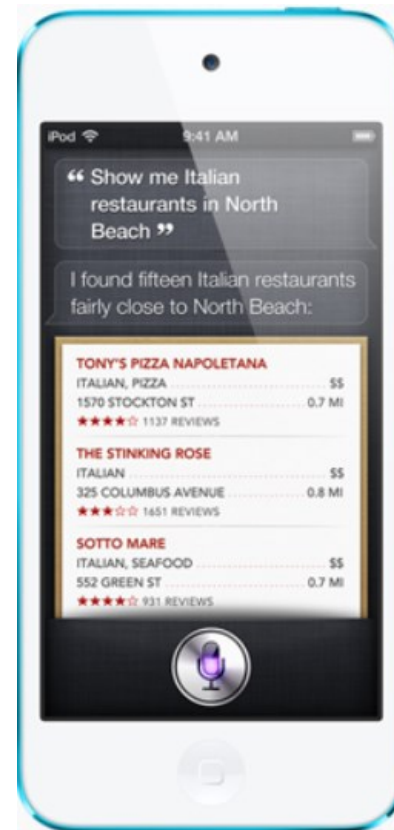 iPod 9:41 AM
“ Show me Italian
restaurants in North
Beach ”
I found fifteen Italian restaurants
fairly close to North Beach:
TONY'S PIZZA NAPOLETANA
ITALIAN, PIZZA $$
1570 STOCKTON ST 0.7 MI
1137 REVIEWS
THE STINKING ROSE
ITALIAN $$
325 COLUMBUS AVENUE 0.8 MI
1651 REVIEWS
SOTTO MARE
ITALIAN, SEAFOOD $$
552 GREEN ST 0.7 MI
931 REVIEWS